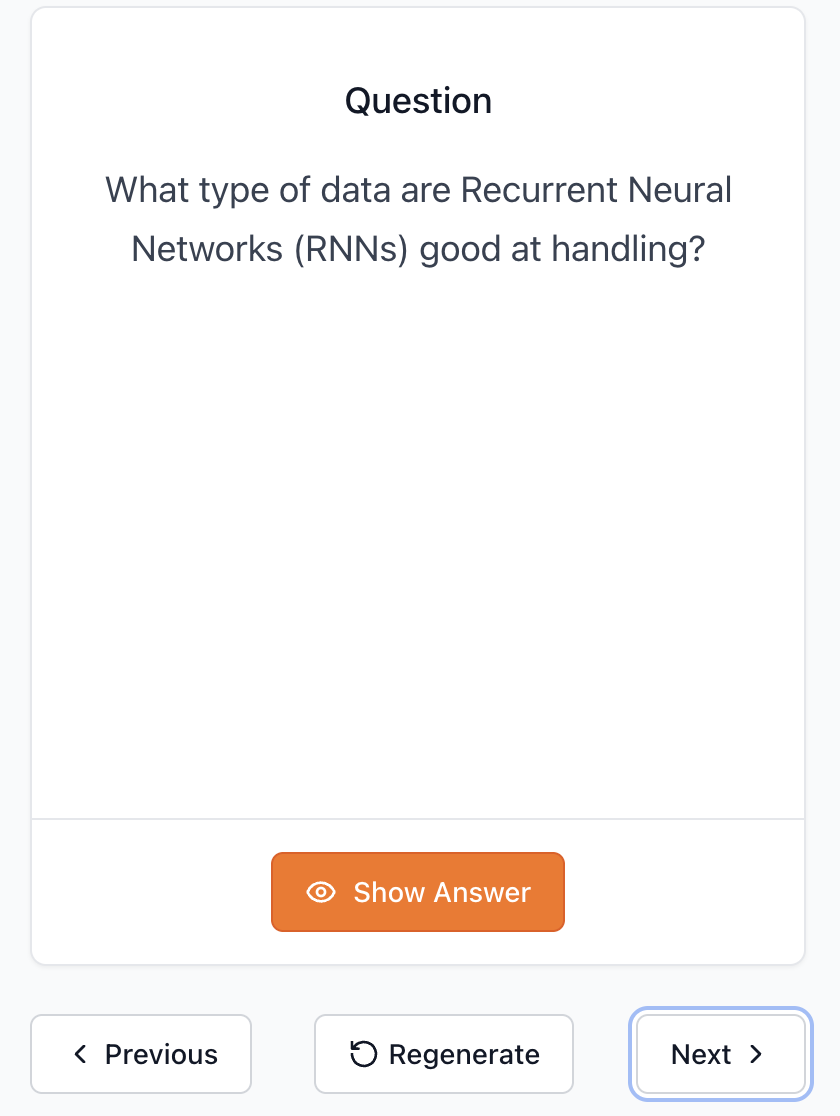 Question
What type of data are Recurrent Neural
Networks (RNNs) good at handling?
Show Answer
Previous
Regenerate
Next